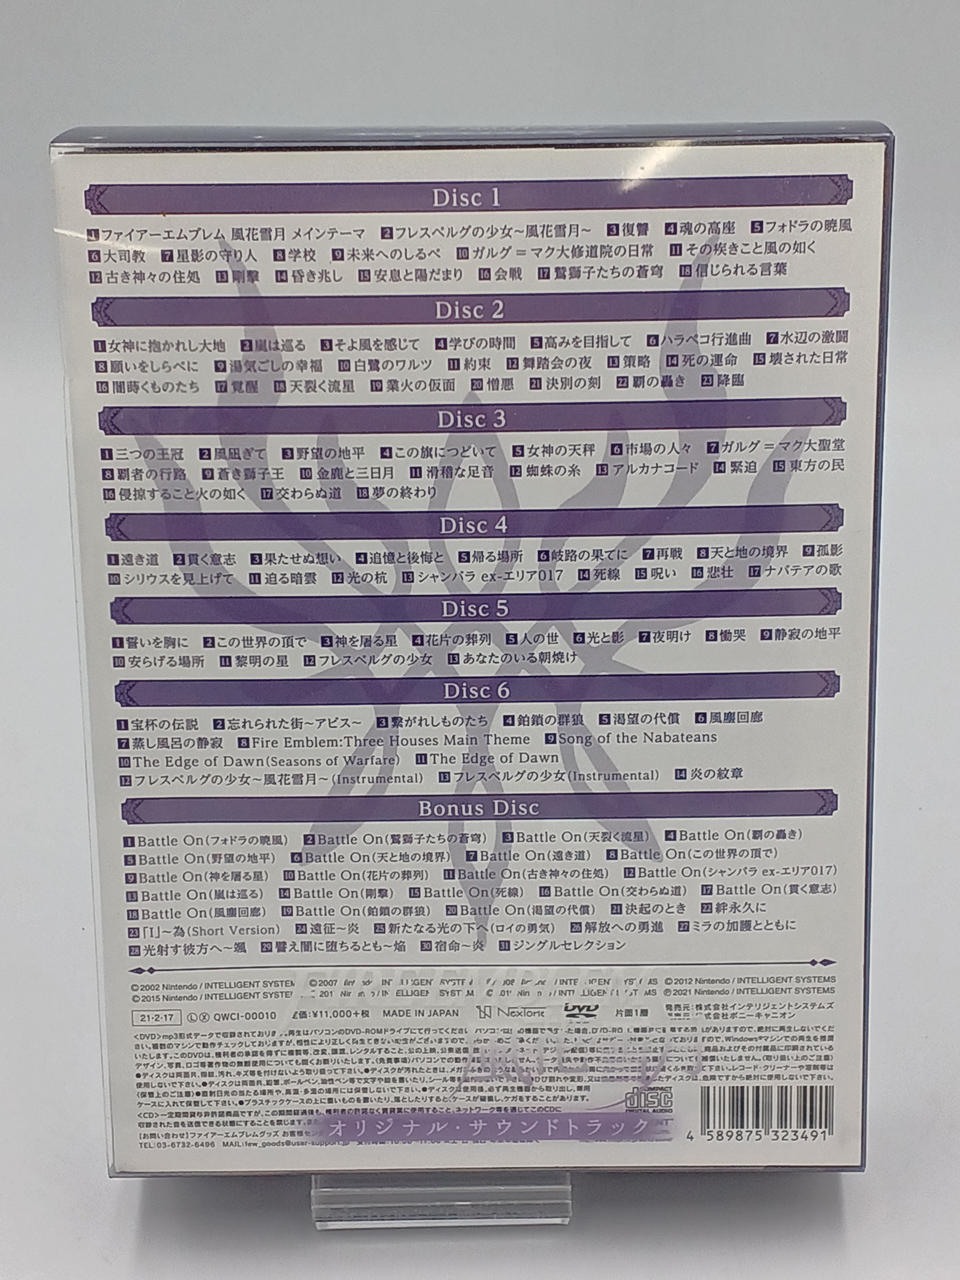 Disc 1
1 ファイアーエムブレム 風花雪月 メインテーマ 2 フレスベルグの少女~風花雪月~ 3 復讐 4 魂の高座 5 フォドラの暁風
6 大司教 7 星影の守り人 8 学校 9 未来へのしるべ 10 ガルグ=マク大修道院の日常 11 その疾きこと風の如く
12 古き神々の住処 13 剛撃 14 昏き兆し 15 安息と陽だまり 16 会戦 17 鷲獅子たちの蒼穹 18 信じられる言葉
Disc 2
1 女神に抱かれし大地 2 嵐は巡る 3 そよ風を感じて 4 学びの時間 5 高みを目指して 6 ハラペコ行進曲 7 水辺の激闘
8 願いをしらべに 9 湯気ごしの幸福 10 白鷺のワルツ 11 約束 12 舞踏会の夜 13 策略 14 死の運命 15 壊された日常
16 闇蒔くものたち 17 覚醒 18 天裂く流星 19 業火の仮面 20 憎悪 21 決別の刻 22 覇の轟き 23 降臨
Disc 3
1 三つの王冠 2 風凪ぎて 3 野望の地平 4 この旗につどいて 5 女神の天秤 6 市場の人々 7 ガルグ=マク大聖堂
8 覇者の行路 9 蒼き獅子王 10 金鹿と三日月 11 滑稽な足音 12 蜘蛛の糸 13 アルカナコード 14 緊迫 15 東方の民
16 侵掠すること火の如く 17 交わらぬ道 18 夢の終わり
Disc 4
1 遠き道 2 貫く意志 3 果たせぬ想い 4 追憶と後悔と 5 帰る場所 6 岐路の果てに 7 再戦 8 天と地の境界 9 孤影
10 シリウスを見上げて 11 迫る暗雲 12 光の杭 13 シャンバラ ex-エリア017 14 死線 15 呪い 16 悲壮 17 ナバテアの歌
Disc 5
1 誓いを胸に 2 この世界の頂で 3 神を屠る星 4 花片の葬列 5 人の世 6 光と影 7 夜明け 8 慟哭 9 静寂の地平
10 安らげる場所 11 黎明の星 12 フレスベルグの少女 13 あなたのいる朝焼け
Disc 6
1 宝杯の伝説 2 忘れられた街~アビス~ 3 繋がれしものたち 4 鉑鎖の群狼 5 渇望の代償 6 風塵回廊
7 蒸し風呂の静寂 8 Fire Emblem:Three Houses Main Theme 9 Song of the Nabateans
10 The Edge of Dawn(Seasons of Warfare) 11 The Edge of Dawn
12 フレスベルグの少女~風花雪月~(Instrumental) 13 フレスベルグの少女(Instrumental) 14 炎の紋章
Bonus Disc
1 Battle On(フォドラの暁風) 2 Battle On(鷲獅子たちの蒼穹) 3 Battle On(天裂く流星) 4 Battle On(覇の轟き)
5 Battle On(野望の地平) 6 Battle On(天と地の境界) 7 Battle On(遠き道) 8 Battle On(この世界の頂で)
9 Battle On(神を屠る星) 10 Battle On(花片の葬列) 11 Battle On(古き神々の住処) 12 Battle On(シャンバラ ex-エリア017)
13 Battle On(嵐は巡る) 14 Battle On(剛撃) 15 Battle On(死線) 16 Battle On(交わらぬ道) 17 Battle On(貫く意志)
18 Battle On(風塵回廊) 19 Battle On(鉑鎖の群狼) 20 Battle On(渇望の代償) 21 決起のとき 22 絆永久に
23 「I」~為(Short Version) 24 遠征~炎 25 新たなる光の下へ(ロイの勇気) 26 解放への勇進 27 ミラの加護とともに
28 光射す彼方へ~颯 29 譬え闇に堕ちるとも~焔 30 宿命~炎 31 ジングルセレクション
©2002 Nintendo / INTELLIGENT SYSTEMS ©2007 ©2012 Nintendo / INTELLIGENT SYSTEMS
©2015 Nintendo / INTELLIGENT SYSTEMS ℗2021 Nintendo / INTELLIGENT SYSTEMS
21・2・17 QWCI-00010 価:¥11,000+税 MADE IN JAPAN NexTone DVD 片面1層 発売元:株式会社インテリジェントシステムズ
株式会社ポニーキャニオン
COMPACT disc DIGITAL AUDIO
オリジナル・サウンドトラック
4 589875 323491
TEL:03-6732-6496